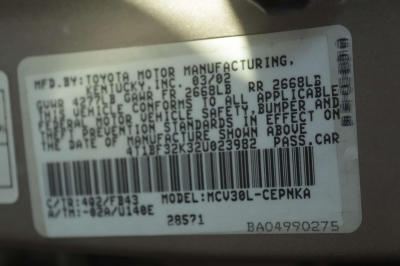 MFD.BY:TOYOTA MOTOR MANUFACTURING,
KENTUCKY, INC. 03/02
GVWR 4277LB GAWR FR 2668LB RR 2668LB
THIS VEHICLE CONFORMS TO ALL APPLICABLE
FEDERAL MOTOR VEHICLE SAFETY, BUMPER AND
THEFT PREVENTION STANDARDS IN EFFECT ON
THE DATE OF MANUFACTURE SHOWN ABOVE.
4T1BF32K32U023982 PASS.CAR
C/TR:4Q2/FB43 MODEL:MCV30L-CEPNKA
A/TM:-02A/U140E 28571
BA04990275